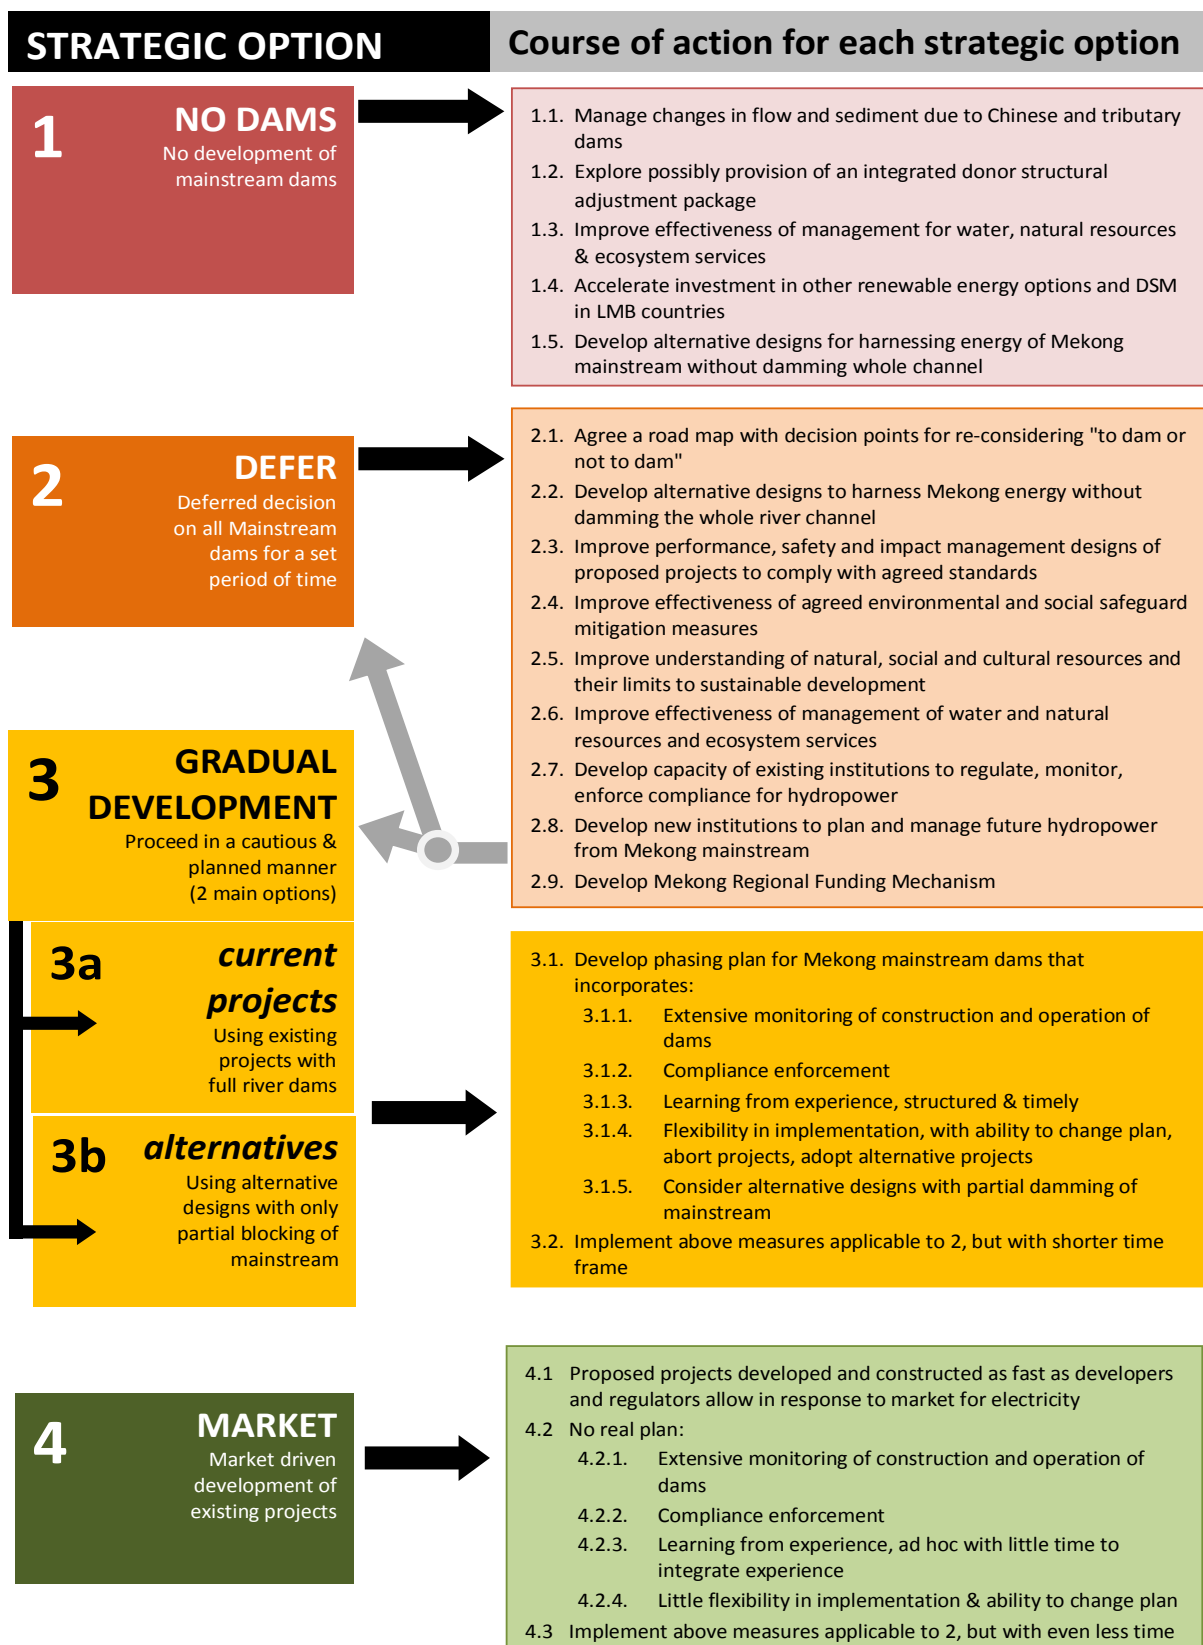 STRATEGIC OPTION
Course of action for each strategic option
1
NO DAMS
No development of
mainstream dams
1.1. Manage changes in flow and sediment due to Chinese and tributary
dams
1.2. Explore possibly provision of an integrated donor structural
adjustment package
1.3. Improve effectiveness of management for water, natural resources
& ecosystem services
1.4. Accelerate investment in other renewable energy options and DSM
in LMB countries
1.5. Develop alternative designs for harnessing energy of Mekong
mainstream without damming whole channel
2
DEFER
Deferred decision
on all Mainstream
dams for a set
period of time
2.1. Agree a road map with decision points for re-considering "to dam or
not to dam"
2.2. Develop alternative designs to harness Mekong energy without
damming the whole river channel
2.3. Improve performance, safety and impact management designs of
proposed projects to comply with agreed standards
2.4. Improve effectiveness of agreed environmental and social safeguard
mitigation measures
2.5. Improve understanding of natural, social and cultural resources and
their limits to sustainable development
2.6. Improve effectiveness of management of water and natural
resources and ecosystem services
2.7. Develop capacity of existing institutions to regulate, monitor,
enforce compliance for hydropower
2.8. Develop new institutions to plan and manage future hydropower
from Mekong mainstream
2.9. Develop Mekong Regional Funding Mechanism
3
GRADUAL
DEVELOPMENT
Proceed in a cautious &
planned manner
(2 main options)
3a
current
projects
Using existing
projects with
full river dams
3b
alternatives
Using alternative
designs with only
partial blocking of
mainstream
3.1. Develop phasing plan for Mekong mainstream dams that
incorporates:
3.1.1. Extensive monitoring of construction and operation of
dams
3.1.2. Compliance enforcement
3.1.3. Learning from experience, structured & timely
3.1.4. Flexibility in implementation, with ability to change plan,
abort projects, adopt alternative projects
3.1.5. Consider alternative designs with partial damming of
mainstream
3.2. Implement above measures applicable to 2, but with shorter time
frame
4
MARKET
Market driven
development of
existing projects
4.1 Proposed projects developed and constructed as fast as developers
and regulators allow in response to market for electricity
4.2 No real plan:
4.2.1. Extensive monitoring of construction and operation of
dams
4.2.2. Compliance enforcement
4.2.3. Learning from experience, ad hoc with little time to
integrate experience
4.2.4. Little flexibility in implementation & ability to change plan
4.3 Implement above measures applicable to 2, but with even less time